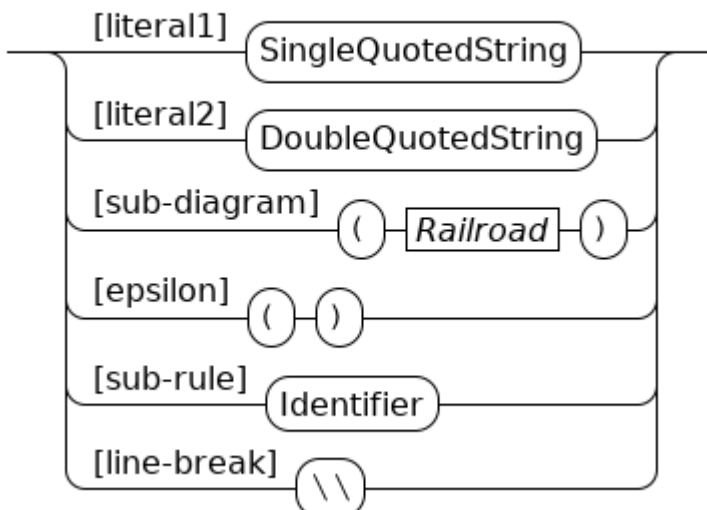 [literal1] SingleQuotedString
[literal2] DoubleQuotedString
[sub-diagram] ( Railroad )
[epsilon] ( )
[sub-rule] Identifier
[line-break] \\